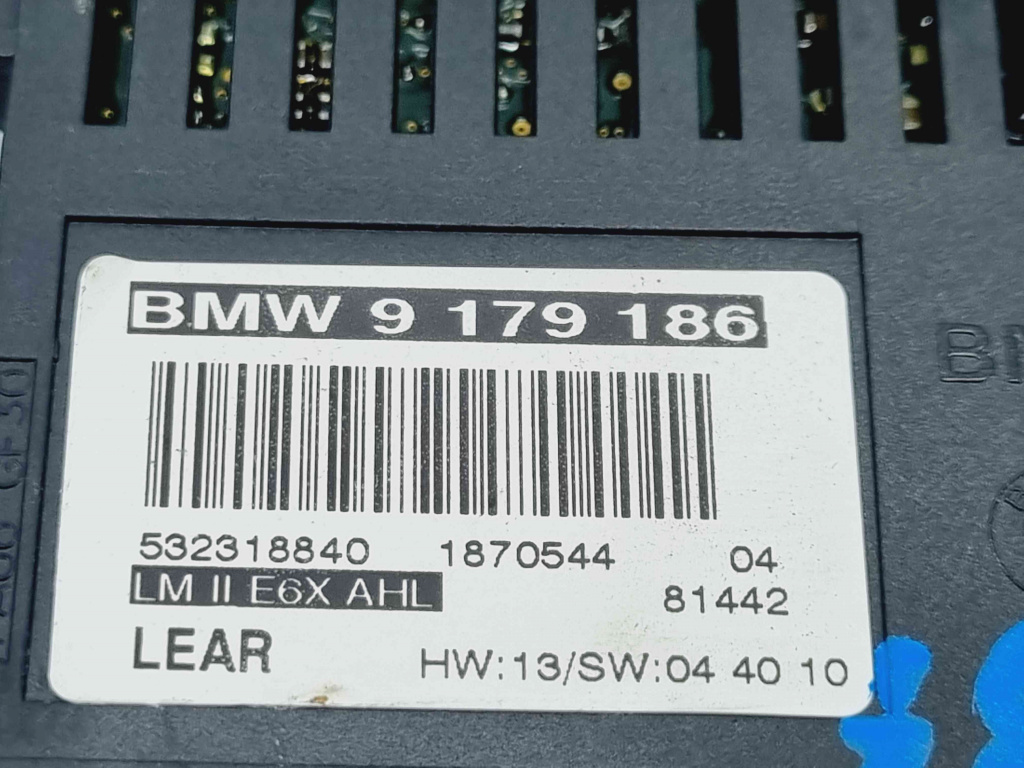 BMW 9 179 186
532318840 1870544 04
LM II E6X AHL 81442
LEAR HW:13/SW:04 40 10